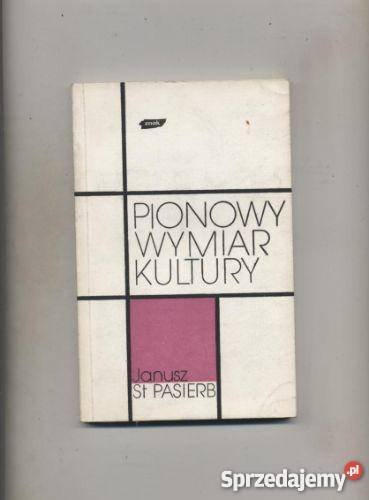 znak
PIONOWY
WYMIAR
KULTURY
Janusz
St PASIERB
Sprzedajemy.pl